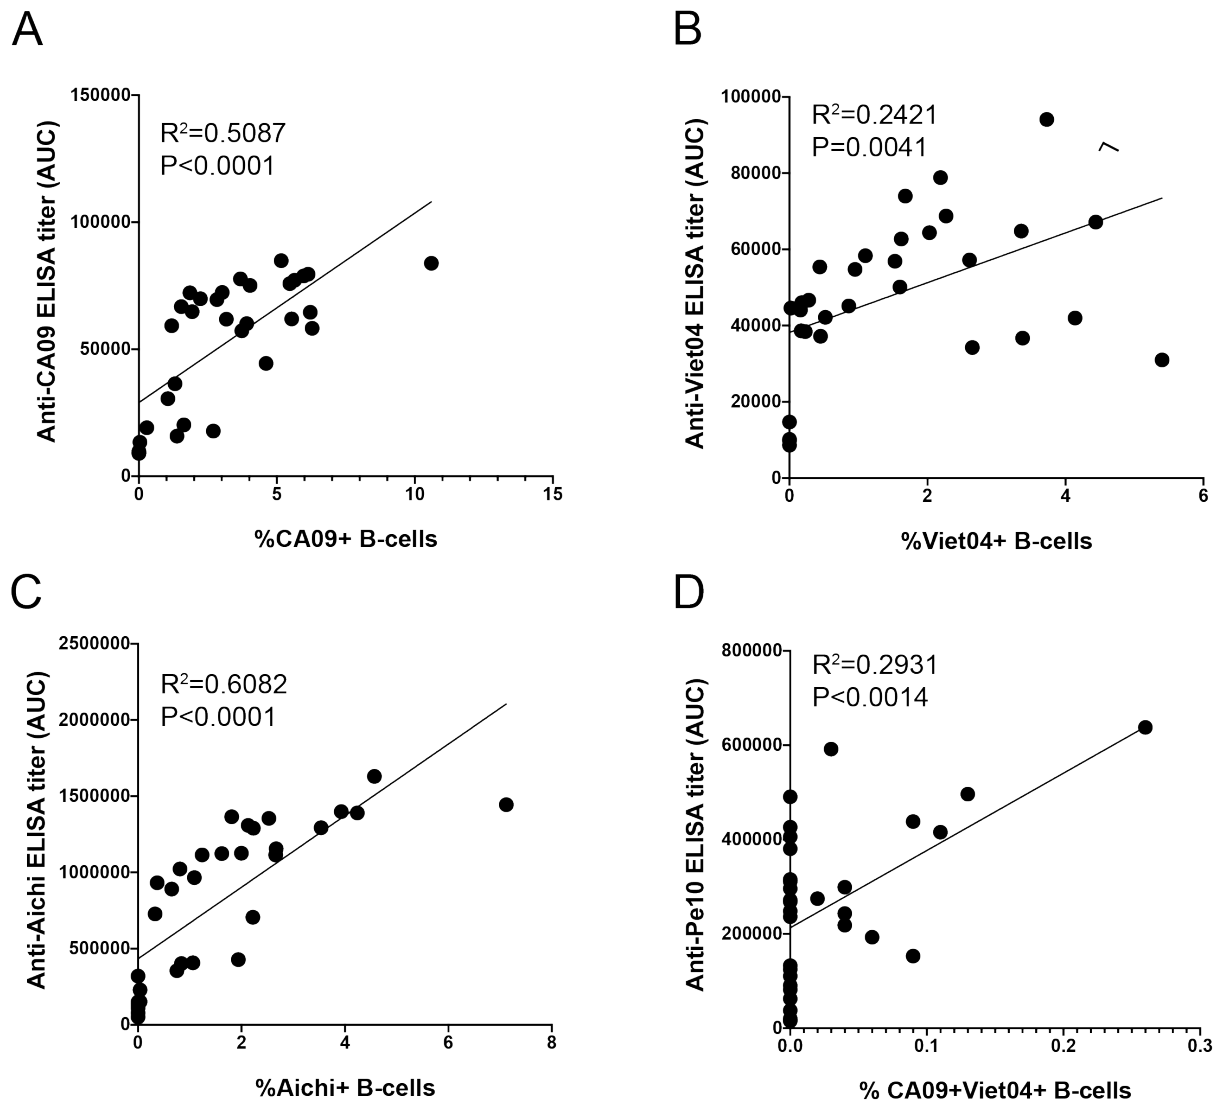 A
150000
100000
50000
0
R²=0.5087
P<0.0001
Anti-CA09 ELISA titer (AUC)
0 5 10 15
%CA09+ B-cells
B
100000
80000
60000
40000
20000
0
R²=0.2421
P=0.0041
Anti-Viet04 ELISA titer (AUC)
0 2 4 6
%Viet04+ B-cells
C
2500000
2000000
1500000
1000000
500000
0
R²=0.6082
P<0.0001
Anti-Aichi ELISA titer (AUC)
0 2 4 6 8
%Aichi+ B-cells
D
800000
600000
400000
200000
0
R²=0.2931
P<0.0014
Anti-Pe10 ELISA titer (AUC)
0.0 0.1 0.2 0.3
% CA09+Viet04+ B-cells